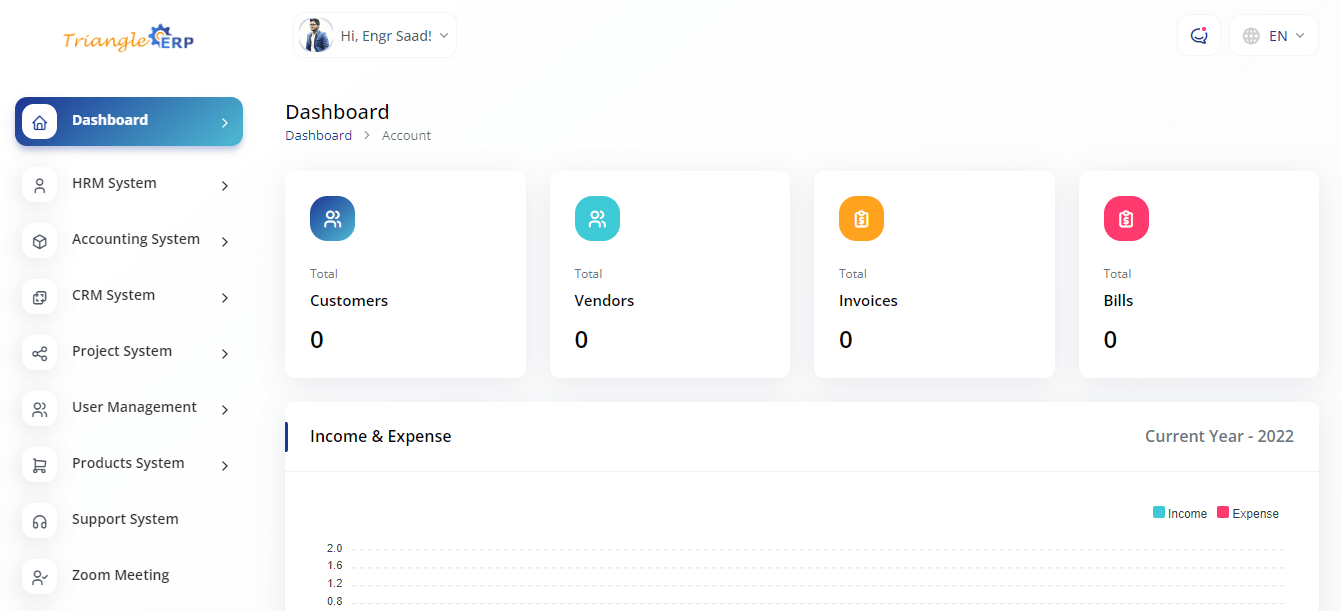 Triangle ERP
Hi, Engr Saad!
EN
Dashboard
HRM System
Accounting System
CRM System
Project System
User Management
Products System
Support System
Zoom Meeting
Dashboard
Dashboard > Account
Total
Customers
0
Total
Vendors
0
Total
Invoices
0
Total
Bills
0
Income & Expense
Current Year - 2022
Income Expense
2.0
1.6
1.2
0.8